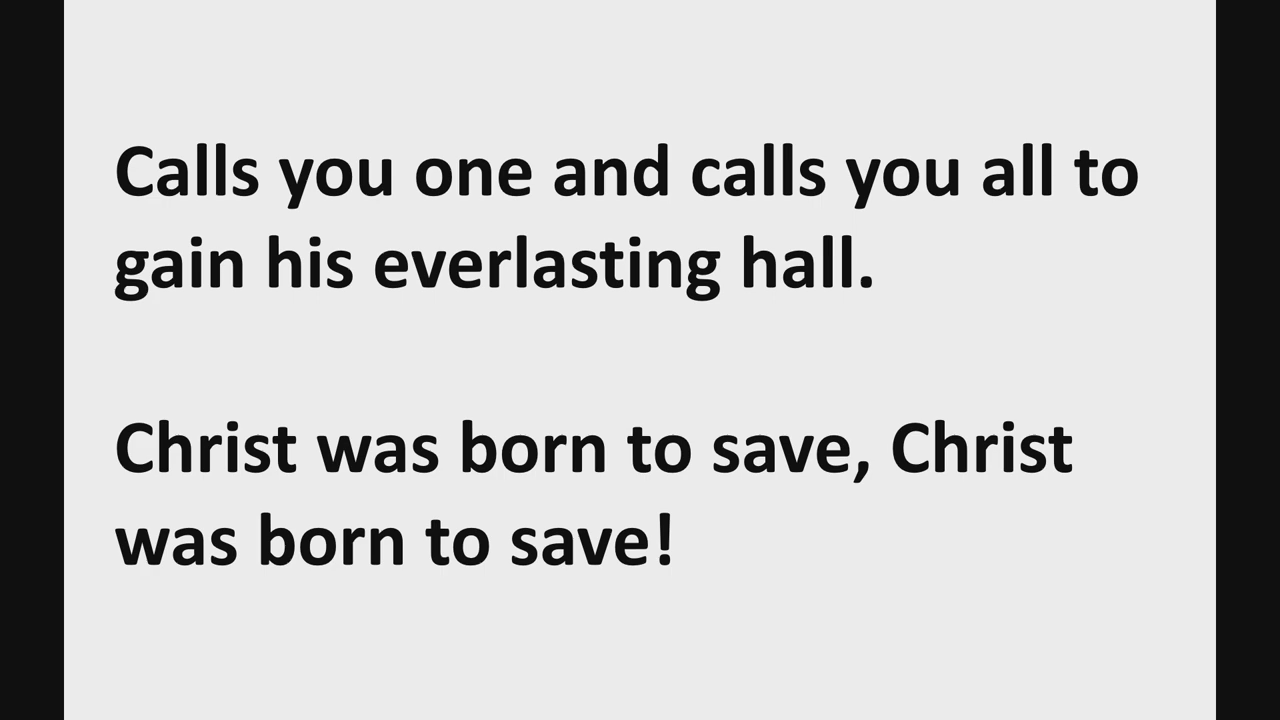 Calls you one and calls you all to
gain his everlasting hall.
Christ was born to save, Christ
was born to save!